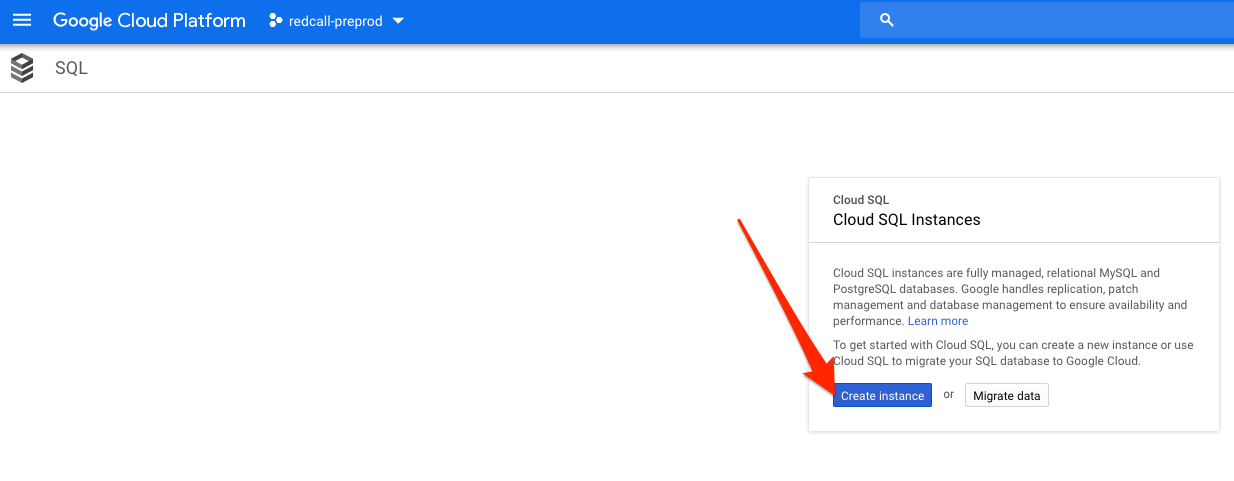 Google Cloud Platform
redcall-preprod
SQL
Cloud SQL
Cloud SQL Instances
Cloud SQL instances are fully managed, relational MySQL and
PostgreSQL databases. Google handles replication, patch
management and database management to ensure availability and
performance. Learn more
To get started with Cloud SQL, you can create a new instance or use
Cloud SQL to migrate your SQL database to Google Cloud.
Create instance or Migrate data